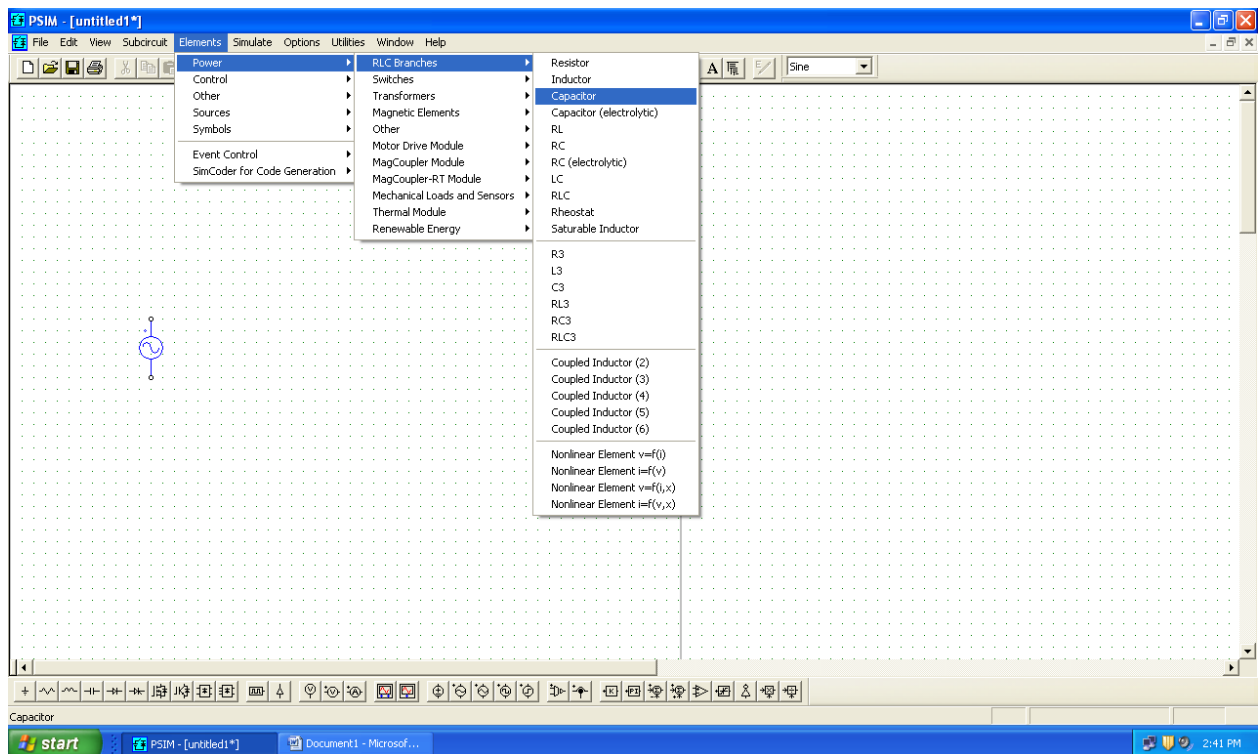 PSIM - [untitled1*]
File Edit View Subcircuit Elements Simulate Options Utilities Window Help
A
Sine
Power
Control
Other
Sources
Symbols
Event Control
SimCoder for Code Generation
RLC Branches
Switches
Transformers
Magnetic Elements
Other
Motor Drive Module
MagCoupler Module
MagCoupler-RT Module
Mechanical Loads and Sensors
Thermal Module
Renewable Energy
Resistor
Inductor
Capacitor
Capacitor (electrolytic)
RL
RC
RC (electrolytic)
LC
RLC
Rheostat
Saturable Inductor
R3
L3
C3
RL3
RC3
RLC3
Coupled Inductor (2)
Coupled Inductor (3)
Coupled Inductor (4)
Coupled Inductor (5)
Coupled Inductor (6)
Nonlinear Element v=f(i)
Nonlinear Element i=f(v)
Nonlinear Element v=f(i,x)
Nonlinear Element i=f(v,x)
Capacitor
start
PSIM - [untitled1*]
Document1 - Microsof...
2:41 PM